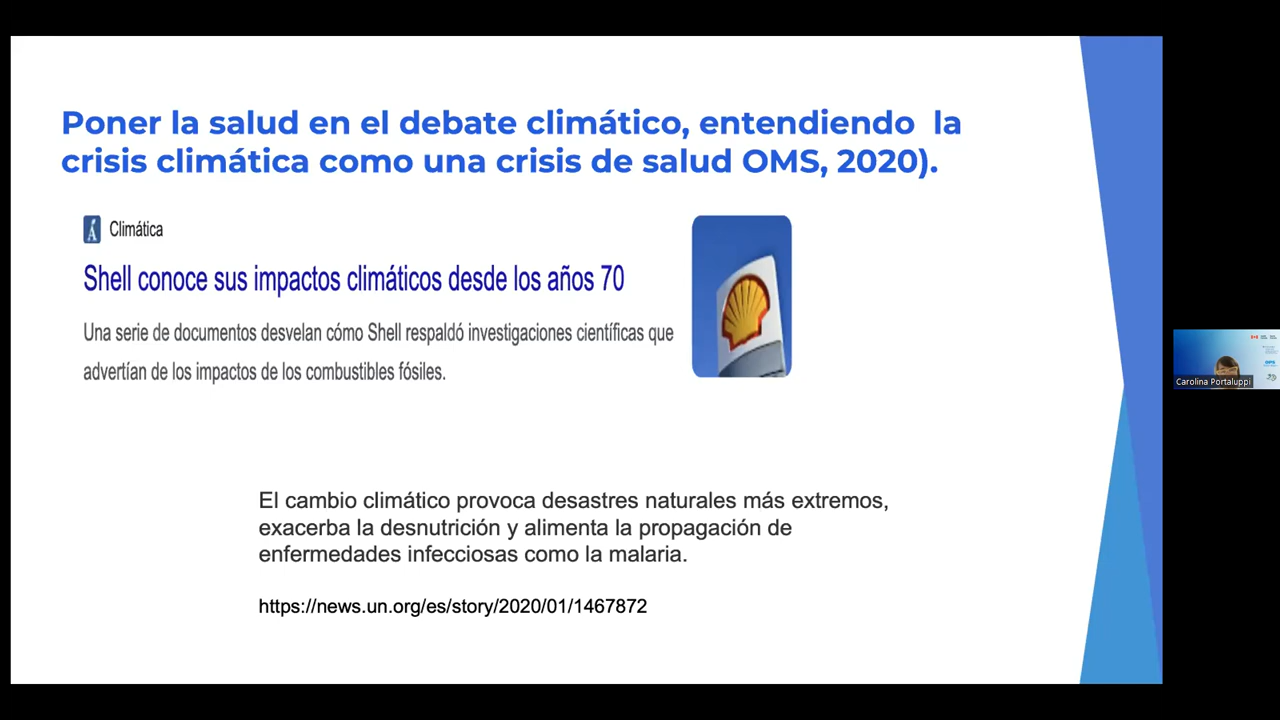 Poner la salud en el debate climático, entendiendo  la
crisis climática como una crisis de salud OMS, 2020).
Á Climática
Shell conoce sus impactos climáticos desde los años 70
Una serie de documentos desvelan cómo Shell respaldó investigaciones científicas que
advertían de los impactos de los combustibles fósiles.
El cambio climático provoca desastres naturales más extremos,
exacerba la desnutrición y alimenta la propagación de
enfermedades infecciosas como la malaria.
https://news.un.org/es/story/2020/01/1467872
Carolina Portaluppi